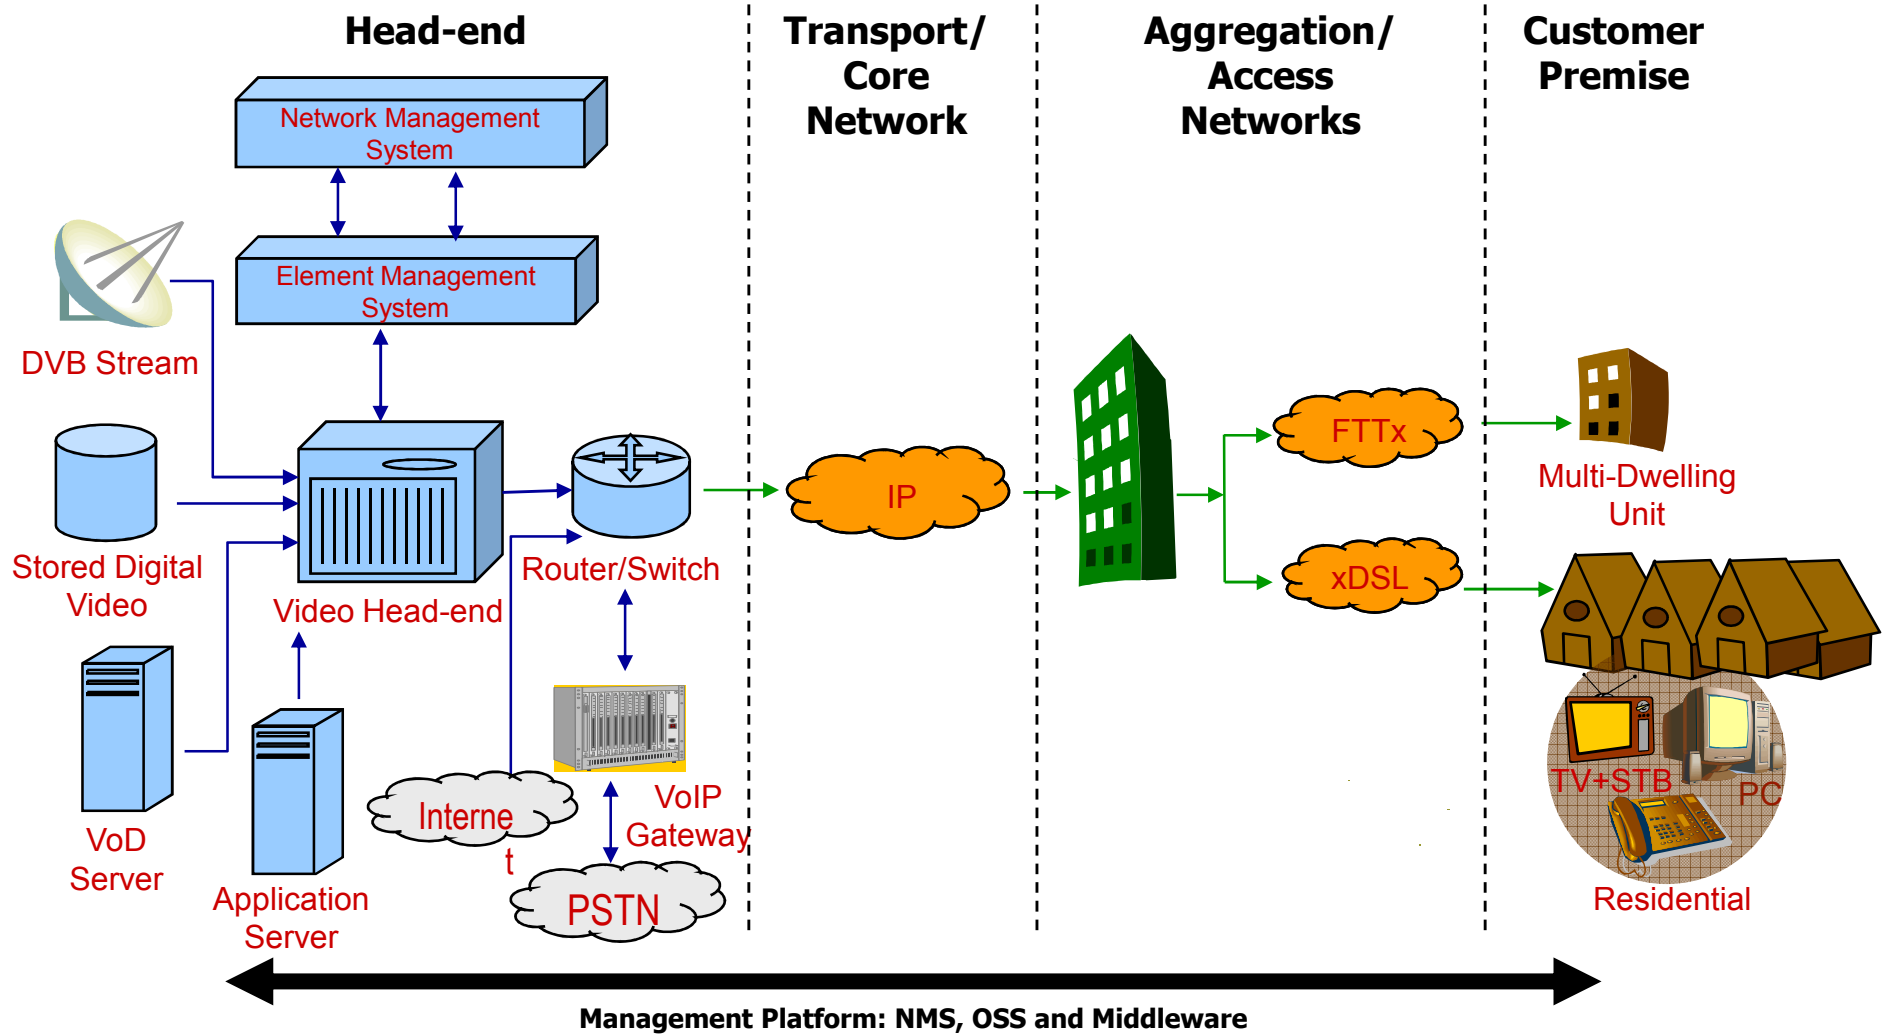 Head-end
Transport/
Core
Network
Aggregation/
Access
Networks
Customer
Premise
Network Management
System
Element Management
System
DVB Stream
Stored Digital
Video
Video Head-end
Router/Switch
VoD
Server
Application
Server
Interne
t
VoIP
Gateway
PSTN
IP
FTTx
xDSL
Multi-Dwelling
Unit
TV+STB
PC
Residential
Management Platform: NMS, OSS and Middleware